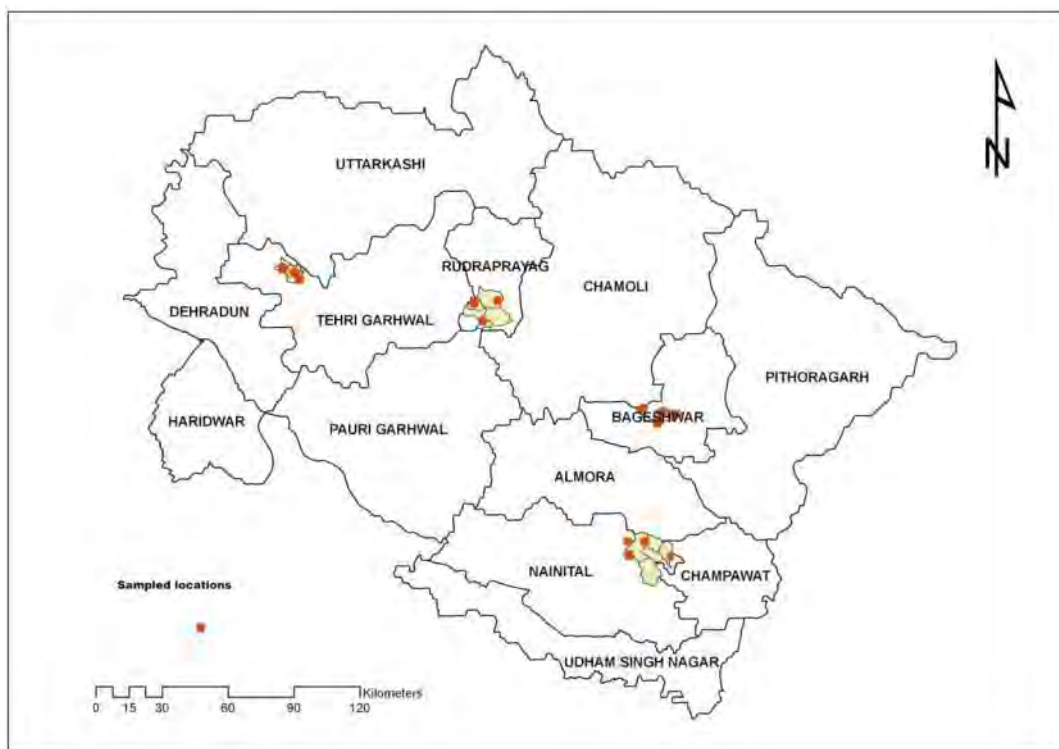 N
UTTARKASHI
RUDRAPRAYAG
CHAMOLI
DEHRADUN
TEHRI GARHWAL
PITHORAGARH
HARIDWAR
PAURI GARHWAL
BAGESHWAR
ALMORA
NAINITAL
CHAMPAWAT
Sampled locations
UDHAM SINGH NAGAR
Kilometers
0 15 30 60 90 120